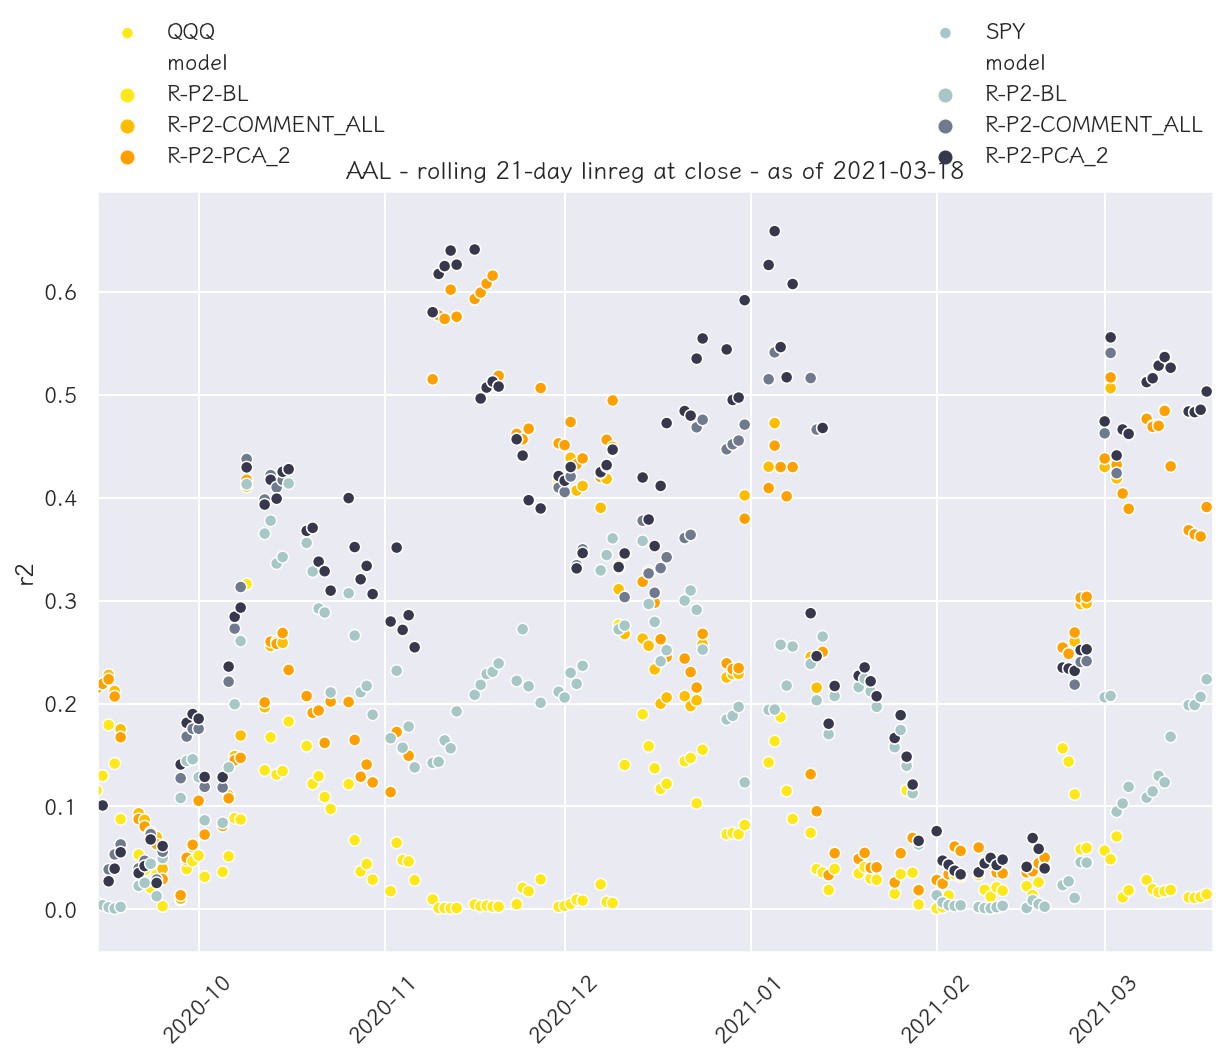 QQQ
model
R-P2-BL
R-P2-COMMENT_ALL
R-P2-PCA_2
SPY
model
R-P2-BL
R-P2-COMMENT_ALL
R-P2-PCA_2
AAL - rolling 21-day linreg at close - as of 2021-03-18
r2
0.6
0.5
0.4
0.3
0.2
0.1
0.0
2020-10
2020-11
2020-12
2021-01
2021-02
2021-03